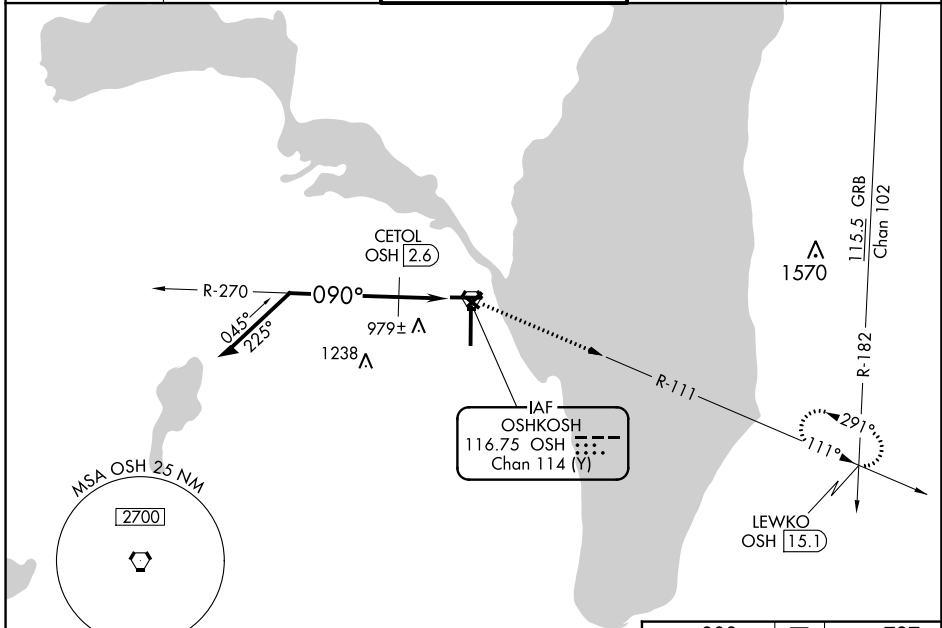 115.5 GRB
Chan 102
CETOL
OSH 2.6
1570
R-270
090°
045°
225°
979±
1238
R-182
R-111
IAF
OSHKOSH
116.75 OSH
Chan 114 (Y)
291°
111°
MSA OSH 25 NM
2700
LEWKO
OSH 15.1